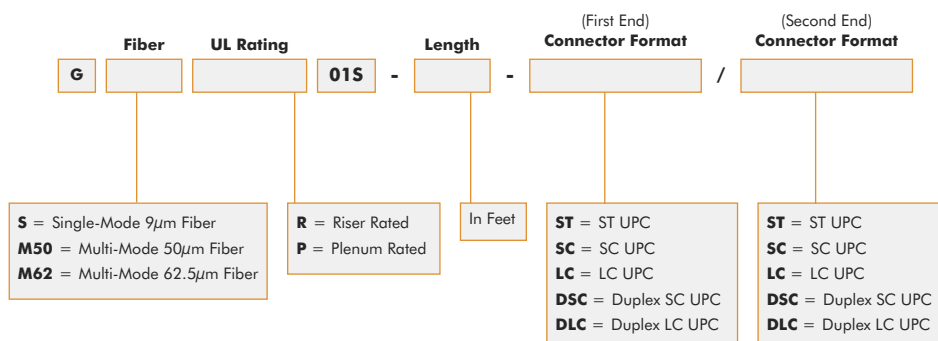 (First End) (Second End)
Fiber UL Rating Length Connector Format Connector Format
G 01S - - /
S = Single-Mode 9µm Fiber
M50 = Multi-Mode 50µm Fiber
M62 = Multi-Mode 62.5µm Fiber
R = Riser Rated
P = Plenum Rated
In Feet
ST = ST UPC
SC = SC UPC
LC = LC UPC
DSC = Duplex SC UPC
DLC = Duplex LC UPC
ST = ST UPC
SC = SC UPC
LC = LC UPC
DSC = Duplex SC UPC
DLC = Duplex LC UPC